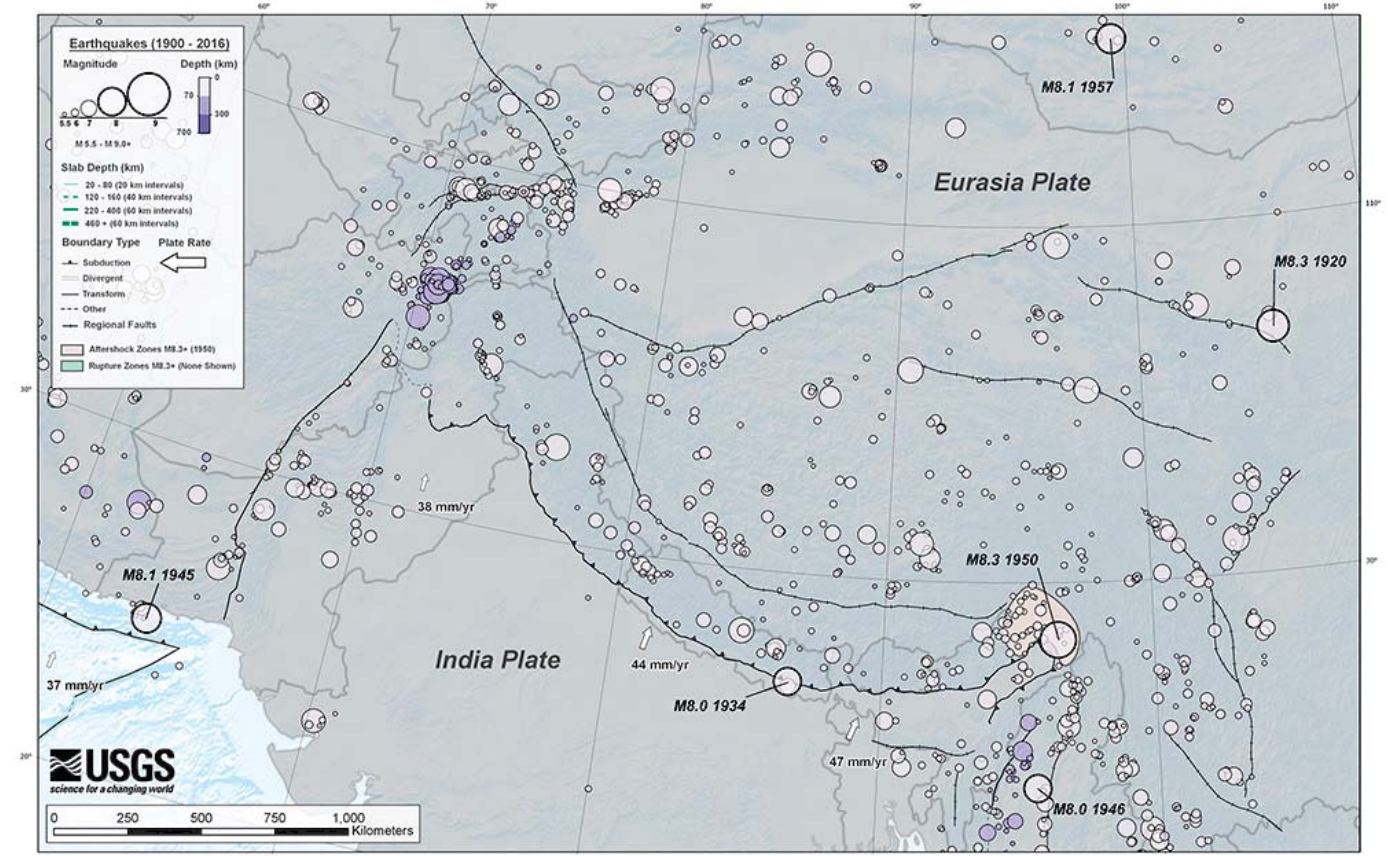 60° 70° 80° 90° 100° 110°
Earthquakes (1900 - 2016)
Magnitude
Depth (km)
0
70
300
700
5.5 6 7 8 9
M 5.5 - M 9.0+
Slab Depth (km)
20 - 80 (20 km intervals)
120 - 160 (40 km intervals)
220 - 400 (60 km intervals)
460 + (60 km intervals)
Boundary Type Plate Rate
Subduction
Divergent
Transform
Other
Regional Faults
Aftershock Zones M8.3+ (1950)
Rupture Zones M8.3+ (None Shown)
M8.1 1957
Eurasia Plate
110°
M8.3 1920
30°
38 mm/yr
M8.3 1950
30°
M8.1 1945
India Plate
44 mm/yr
37 mm/yr
M8.0 1934
20°
47 mm/yr
USGS
science for a changing world
M8.0 1946
0 250 500 750 1,000
Kilometers